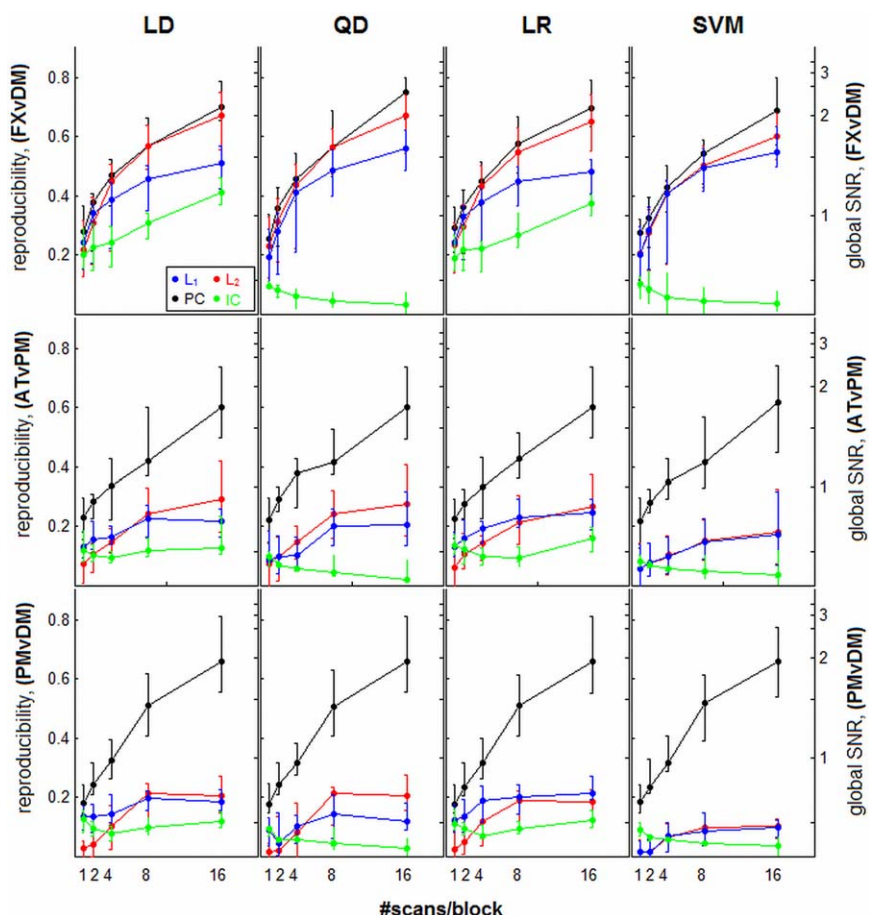 LD QD LR SVM
reproducibility, (FXvDM)
0.8
0.6
0.4
0.2
L1 L2
PC IC
3
2
1
global SNR, (FXvDM)
reproducibility, (ATvPM)
0.8
0.6
0.4
0.2
3
2
1
global SNR, (ATvPM)
reproducibility, (PMvDM)
0.8
0.6
0.4
0.2
3
2
1
global SNR, (PMvDM)
1 2 4 8 16 1 2 4 8 16 1 2 4 8 16 1 2 4 8 16
#scans/block